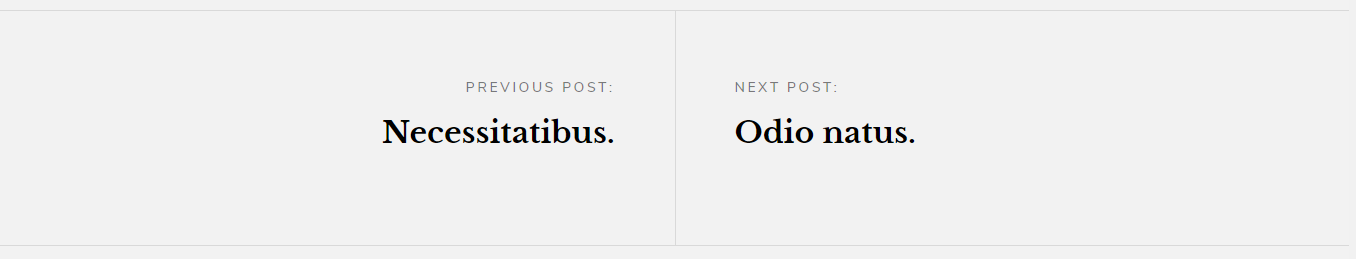 PREVIOUS POST:
Necessitatibus.
NEXT POST:
Odio natus.